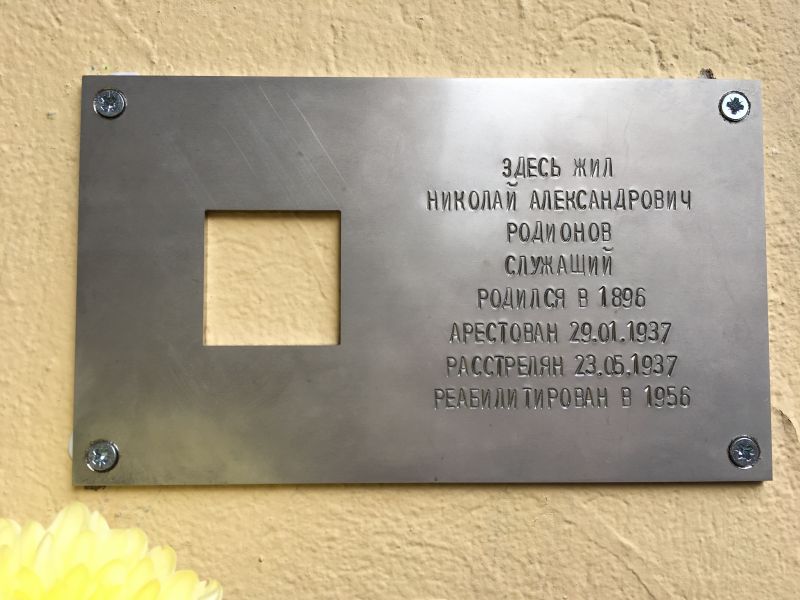 ЗДЕСЬ ЖИЛ
НИКОЛАЙ АЛЕКСАНДРОВИЧ
РОДИОНОВ
СЛУЖАЩИЙ
РОДИЛСЯ В 1896
АРЕСТОВАН 29.01.1937
РАССТРЕЛЯН 23.05.1937
РЕАБИЛИТИРОВАН В 1956